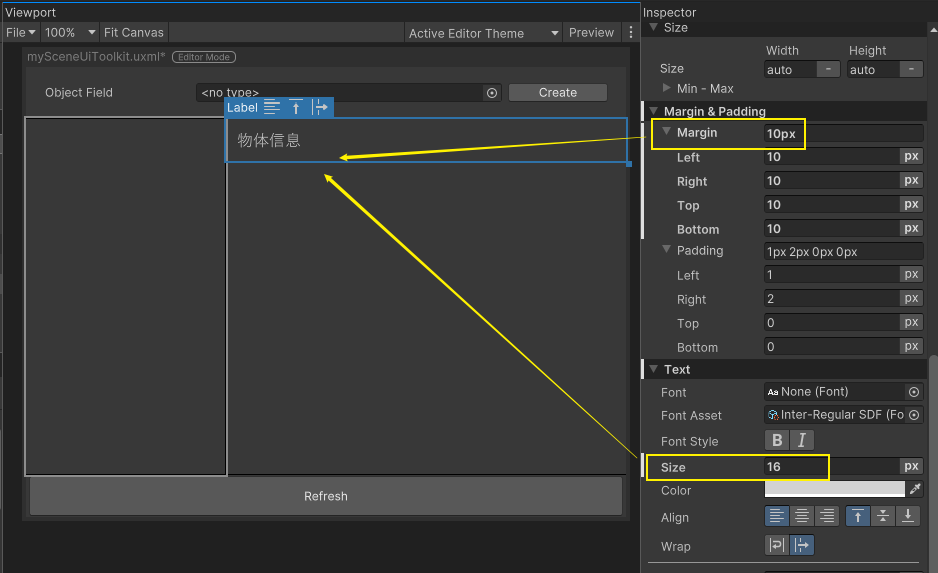 Viewport
File 100% Fit Canvas Active Editor Theme Preview
mySceneUiToolkit.uxml* Editor Mode
Object Field <no type> Create
Label
物体信息
Refresh
Inspector
Size
Width Height
Size auto - auto -
Min - Max
Margin & Padding
Margin 10px
Left 10 px
Right 10 px
Top 10 px
Bottom 10 px
Padding 1px 2px 0px 0px
Left 1 px
Right 2 px
Top 0 px
Bottom 0 px
Text
Font Aa None (Font)
Font Asset Inter-Regular SDF (Fo
Font Style B I
Size 16 px
Color
Align
Wrap